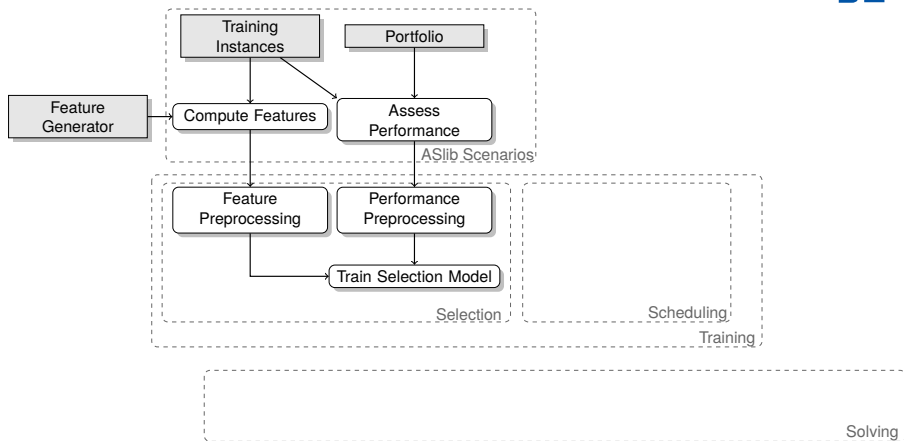 Training
Instances
Portfolio
Feature
Generator
Compute Features
Assess
Performance
ASlib Scenarios
Feature
Preprocessing
Performance
Preprocessing
Train Selection Model
Selection
Scheduling
Training
Solving